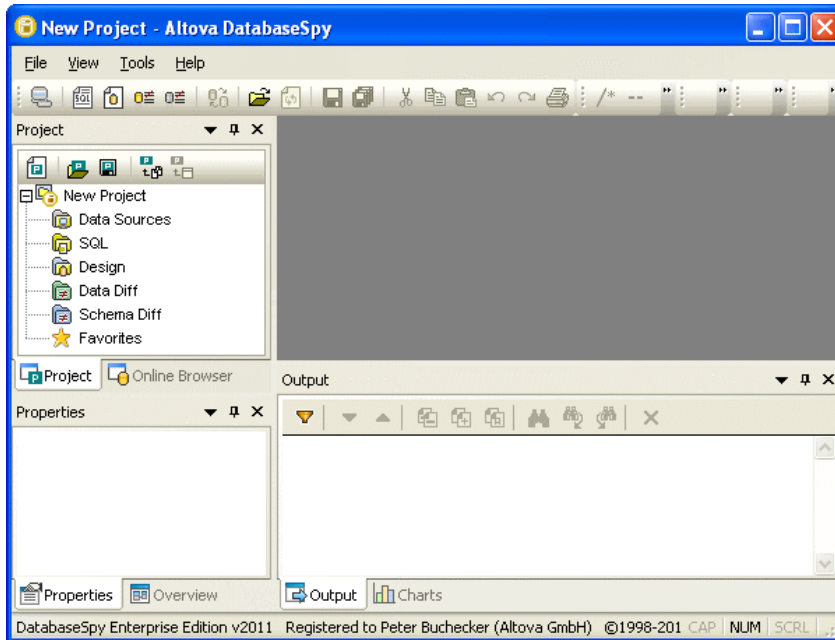 New Project - Altova DatabaseSpy
File View Tools Help
SQL /* -- " " " "
Project
New Project
Data Sources
SQL
Design
Data Diff
Schema Diff
Favorites
Project Online Browser
Properties
Properties Overview
Output
Output Charts
DatabaseSpy Enterprise Edition v2011 Registered to Peter Buchecker (Altova GmbH) ©1998-201 CAP NUM SCRL